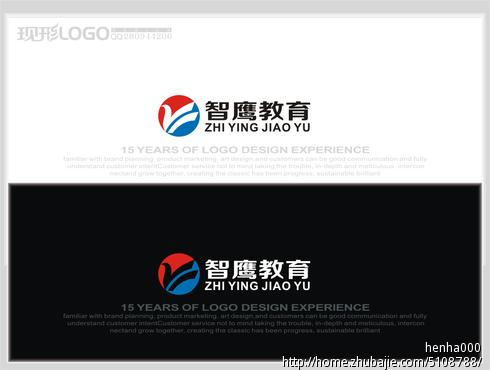 现形LOGO
QQ280944206
智鹰教育
ZHI YING JIAO YU
15 YEARS OF LOGO DESIGN EXPERIENCE
familiar with brand planning, product marketing, art design,and customers can be good communication and fully
understand customer intentCustomer service not to mind taking the trouble, in-depth and meticulous, intercon
nectand grow together, creating the classic has been progress, sustainable brilliant
智鹰教育
ZHI YING JIAO YU
15 YEARS OF LOGO DESIGN EXPERIENCE
familiar with brand planning, product marketing, art design,and customers can be good communication and fully
understand customer intentCustomer service not to mind taking the trouble, in-depth and meticulous, intercon
nectand grow together, creating the classic has been progress, sustainable brilliant
henha000
http://home.zhubajie.com/5108788/